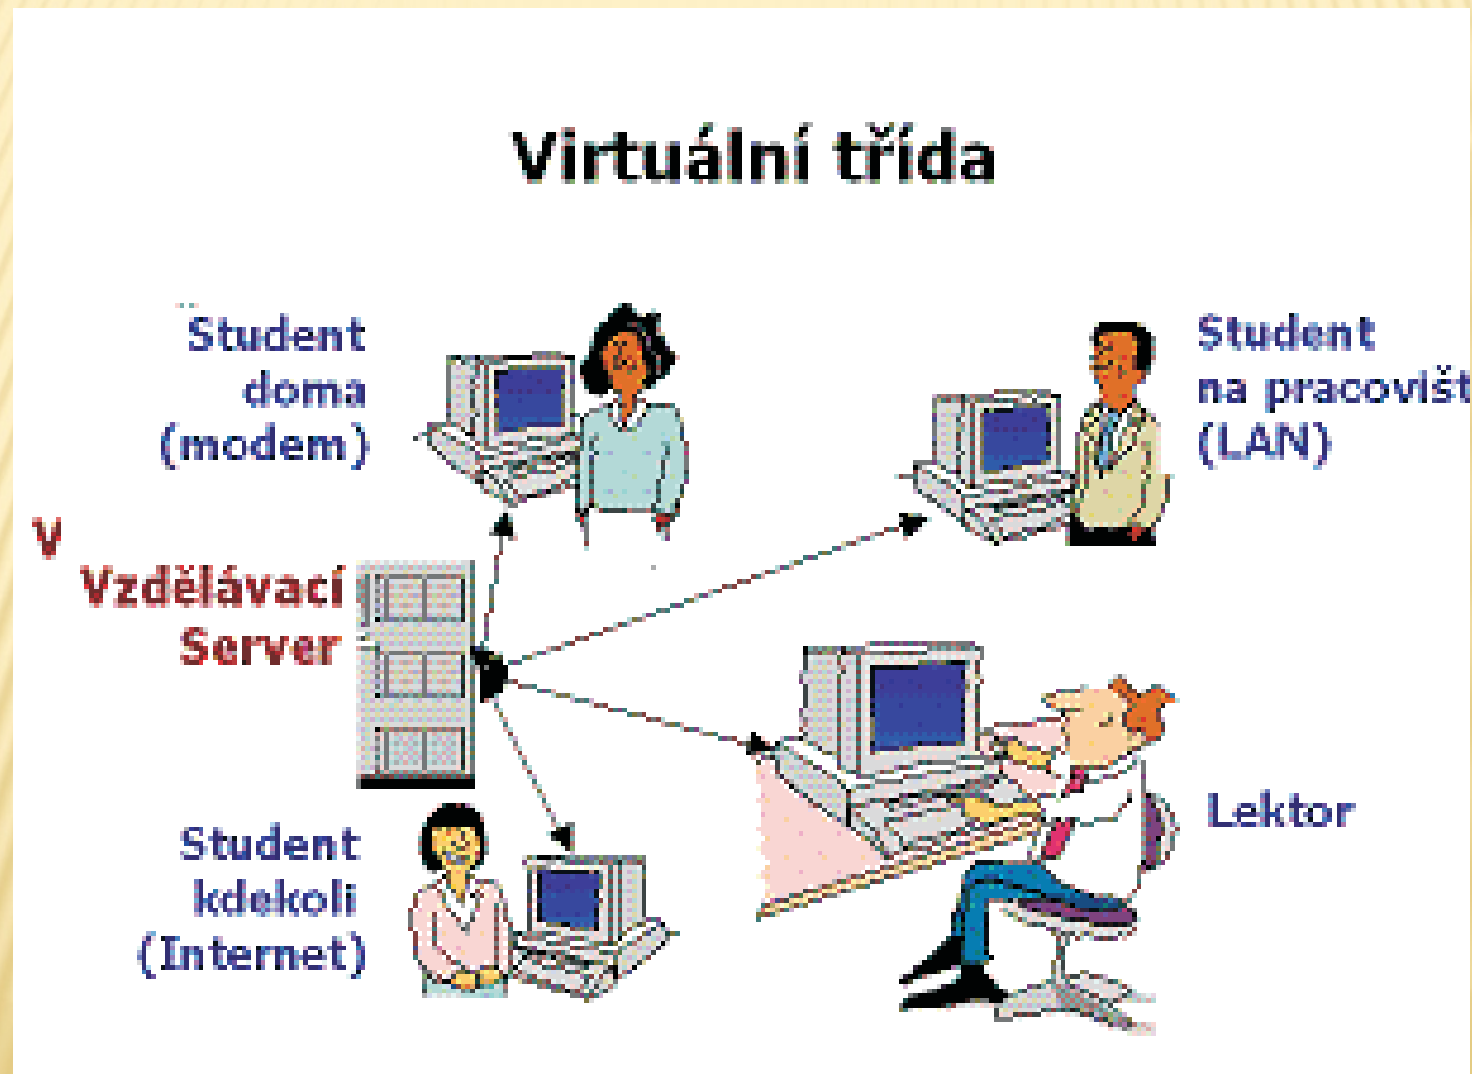 Virtuální třída
Student
doma
(modem)
Student
na pracovišt
(LAN)
V
Vzdělávací
Server
Lektor
Student
kdekoli
(Internet)